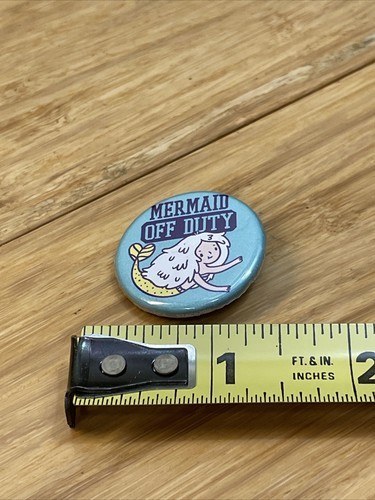 MERMAID
OFF DUTY
1
FT. & IN.
INCHES
2